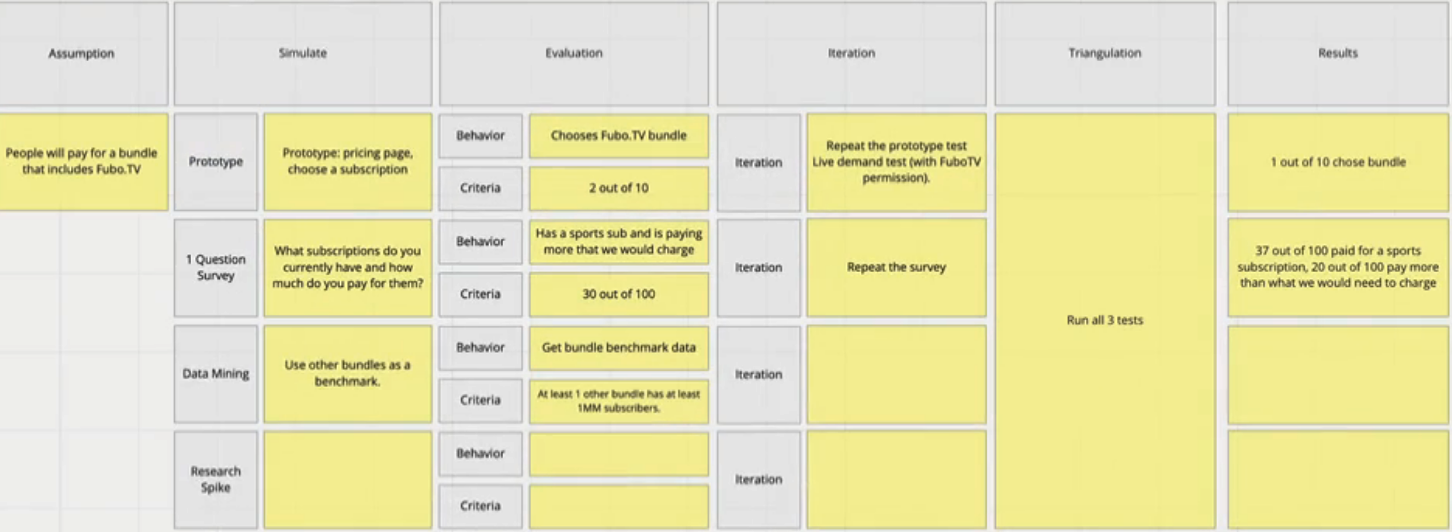 Assumption
Simulate
Evaluation
Iteration
Triangulation
Results
People will pay for a bundle
that includes Fubo.TV
Prototype
Prototype: pricing page,
choose a subscription
Behavior
Chooses Fubo.TV bundle
Criteria
2 out of 10
Iteration
Repeat the prototype test
Live demand test (with FuboTV
permission).
Run all 3 tests
1 out of 10 chose bundle
1 Question
Survey
What subscriptions do you
currently have and how
much do you pay for them?
Behavior
Has a sports sub and is paying
more that we would charge
Criteria
30 out of 100
Iteration
Repeat the survey
37 out of 100 paid for a sports
subscription, 20 out of 100 pay more
than what we would need to charge
Data Mining
Use other bundles as a
benchmark.
Behavior
Get bundle benchmark data
Criteria
At least 1 other bundle has at least
1MM subscribers.
Iteration
Research
Spike
Behavior
Criteria
Iteration